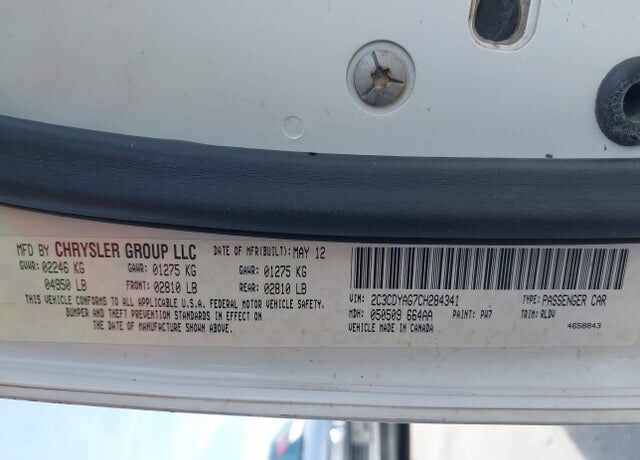 MFD BY CHRYSLER GROUP LLC DATE OF MFR(BUILT): MAY 12
GVWR: 02246 KG GAWR: 01275 KG GAWR: 01275 KG
04950 LB FRONT: 02810 LB REAR: 02810 LB
THIS VEHICLE CONFORMS TO ALL APPLICABLE U.S.A. FEDERAL MOTOR VEHICLE SAFETY,
BUMPER AND THEFT PREVENTION STANDARDS IN EFFECT ON
THE DATE OF MANUFACTURE SHOWN ABOVE.
VIN: 2C3CDYAG7CH284341 TYPE: PASSENGER CAR
MDH: 050509 664AA PAINT: PW7 TRIM: RLDV
VEHICLE MADE IN CANADA 4658843